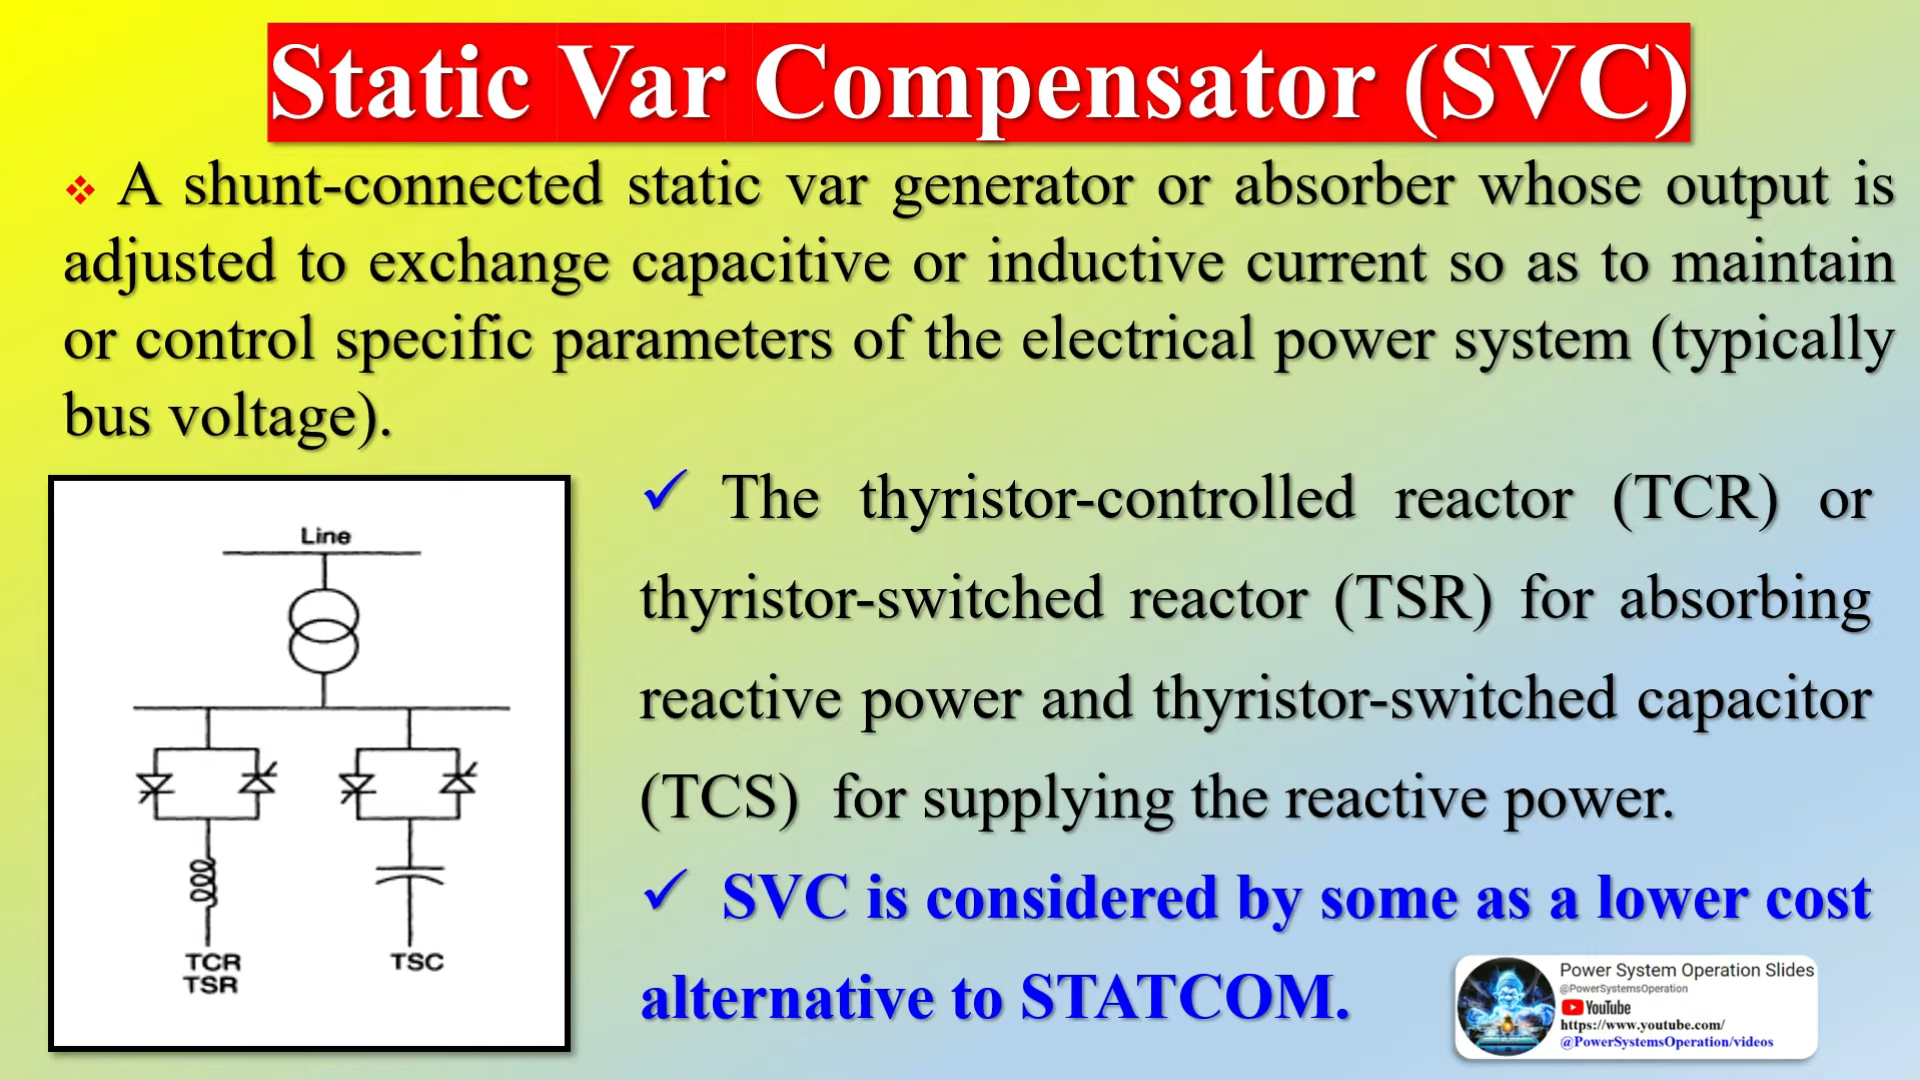 Static Var Compensator (SVC)
A shunt-connected static var generator or absorber whose output is
adjusted to exchange capacitive or inductive current so as to maintain
or control specific parameters of the electrical power system (typically
bus voltage).
Line
TCR
TSR
TSC
✓ The thyristor-controlled reactor (TCR) or
thyristor-switched reactor (TSR) for absorbing
reactive power and thyristor-switched capacitor
(TCS) for supplying the reactive power.
✓ SVC is considered by some as a lower cost
alternative to STATCOM.
Power System Operation Slides
@PowerSystemsOperation
YouTube
https://www.youtube.com/
@PowerSystemsOperation/videos